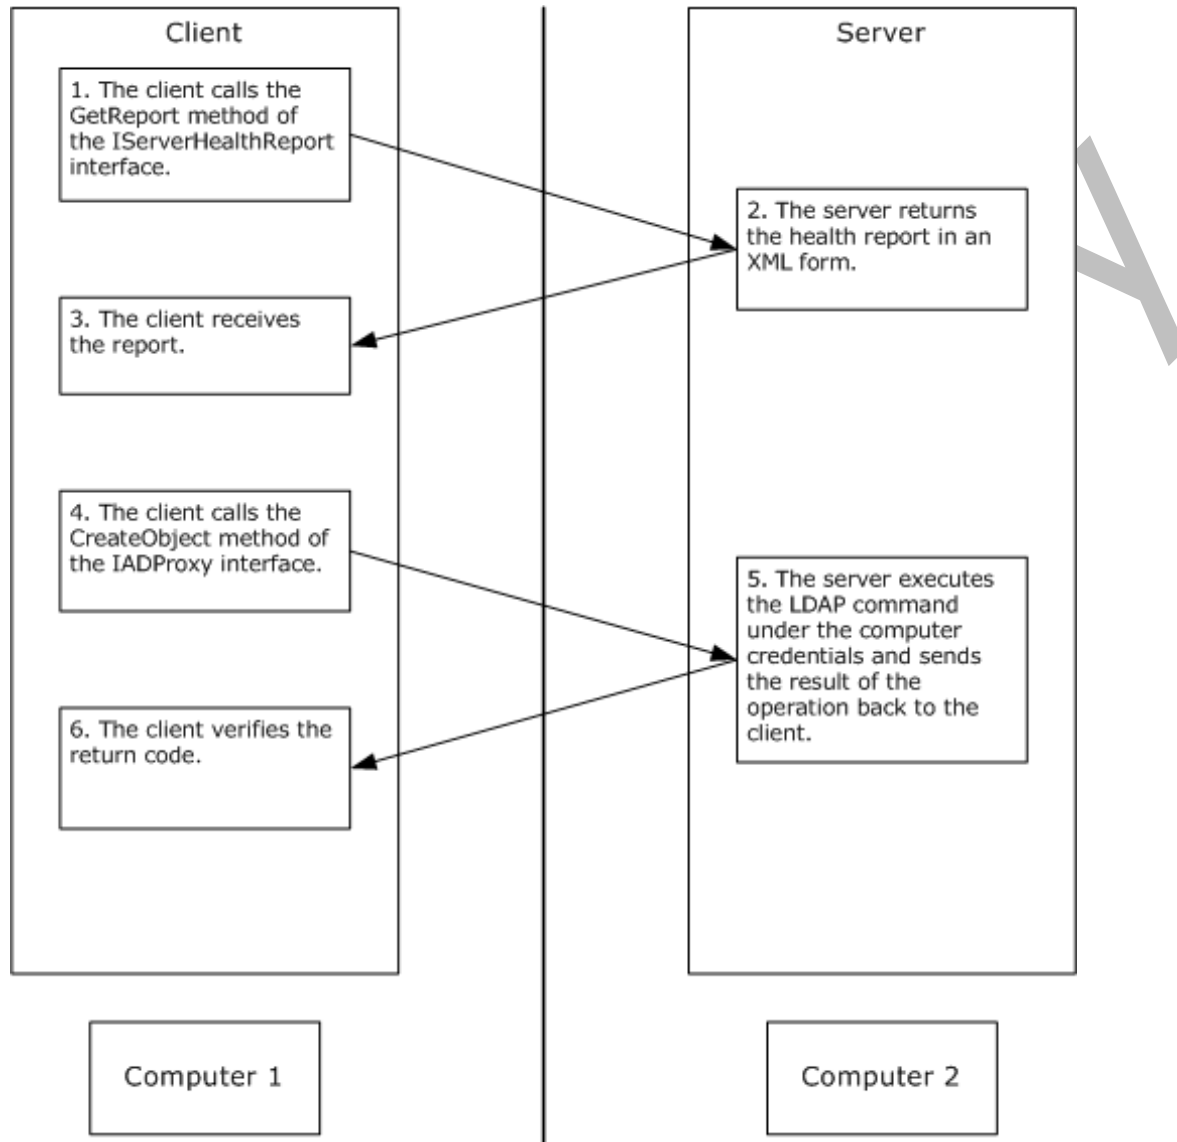 Client
Server
1. The client calls the
GetReport method of
the IServerHealthReport
interface.
2. The server returns
the health report in an
XML form.
3. The client receives
the report.
4. The client calls the
CreateObject method of
the IADProxy interface.
5. The server executes
the LDAP command
under the computer
credentials and sends
the result of the
operation back to the
client.
6. The client verifies the
return code.
Computer 1
Computer 2